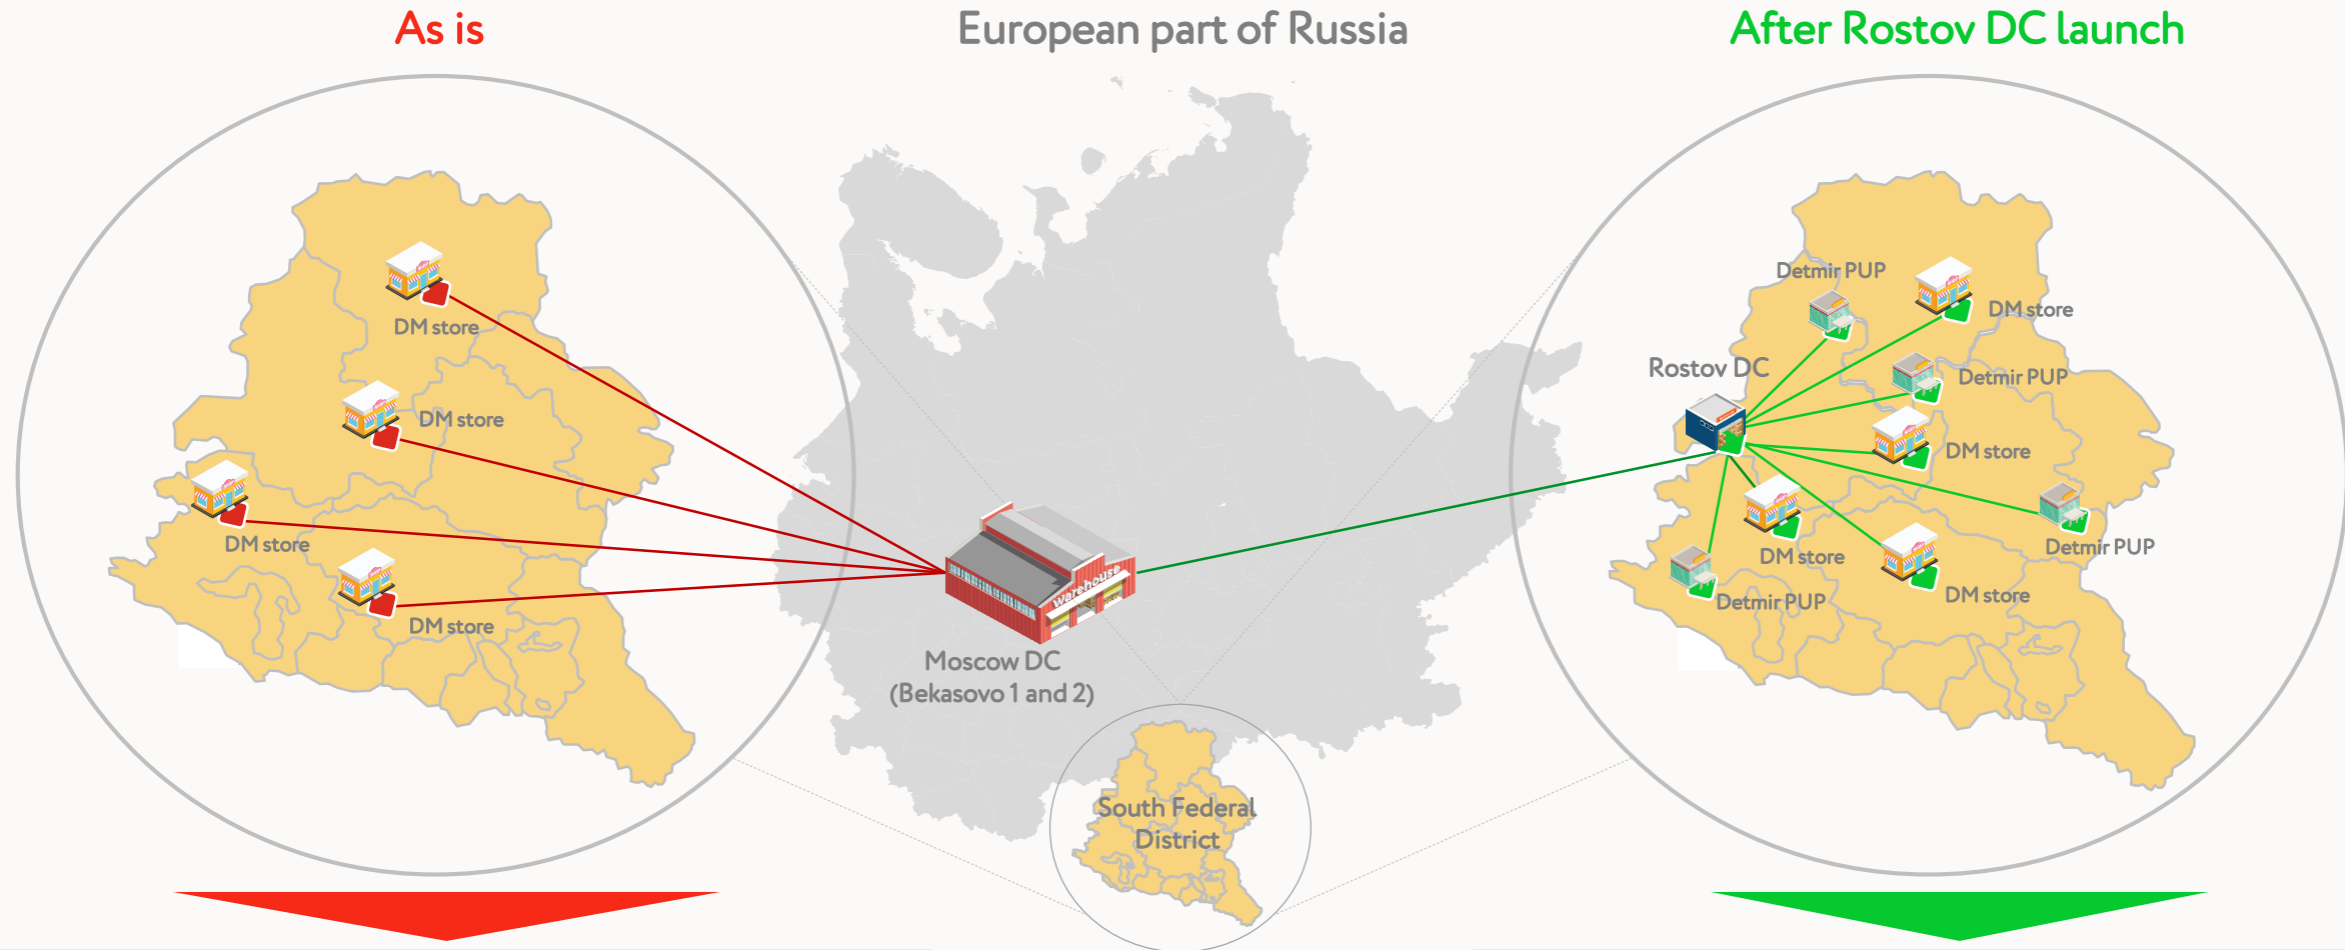 As is
European part of Russia
After Rostov DC launch
DM store
DM store
DM store
DM store
warehouse
Moscow DC
(Bekasovo 1 and 2)
South Federal
District
Detmir PUP
DM store
Rostov DC
Detmir PUP
DM store
Detmir PUP
DM store
DM store
Detmir PUP